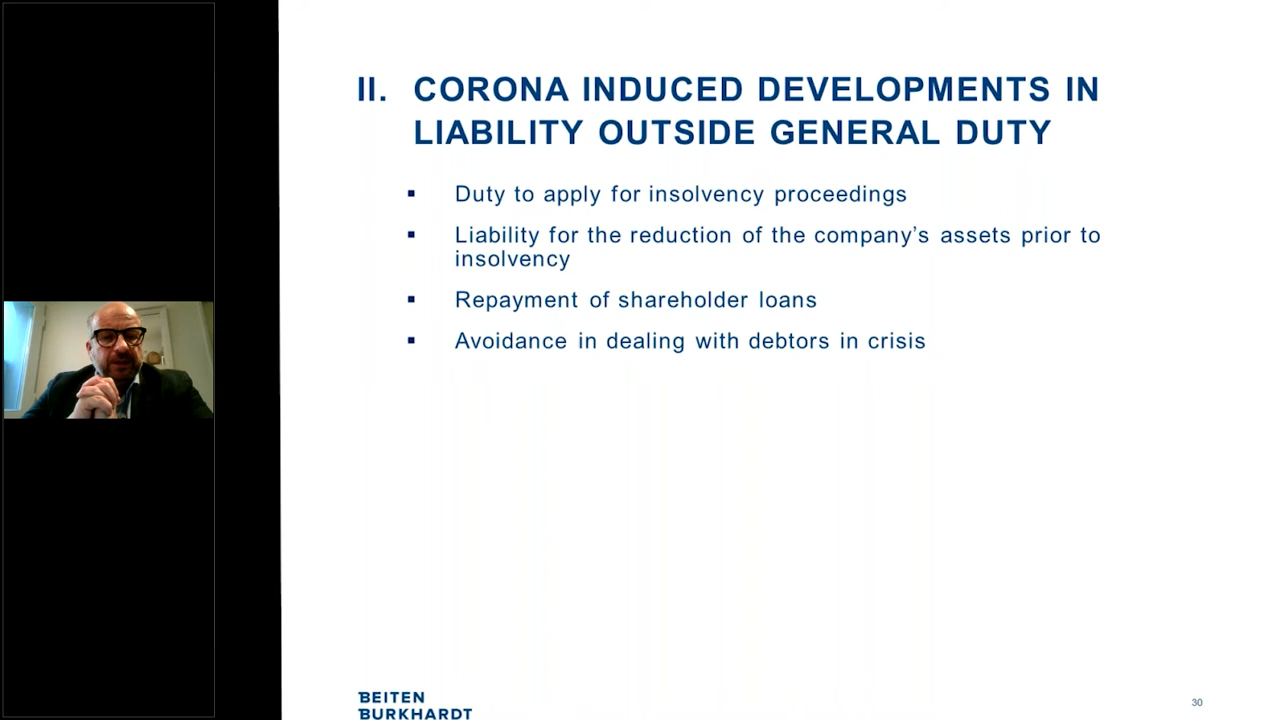 II. CORONA INDUCED DEVELOPMENTS IN
LIABILITY OUTSIDE GENERAL DUTY
▪ Duty to apply for insolvency proceedings
▪ Liability for the reduction of the company’s assets prior to
insolvency
▪ Repayment of shareholder loans
▪ Avoidance in dealing with debtors in crisis
BEITEN
BURKHARDT
30